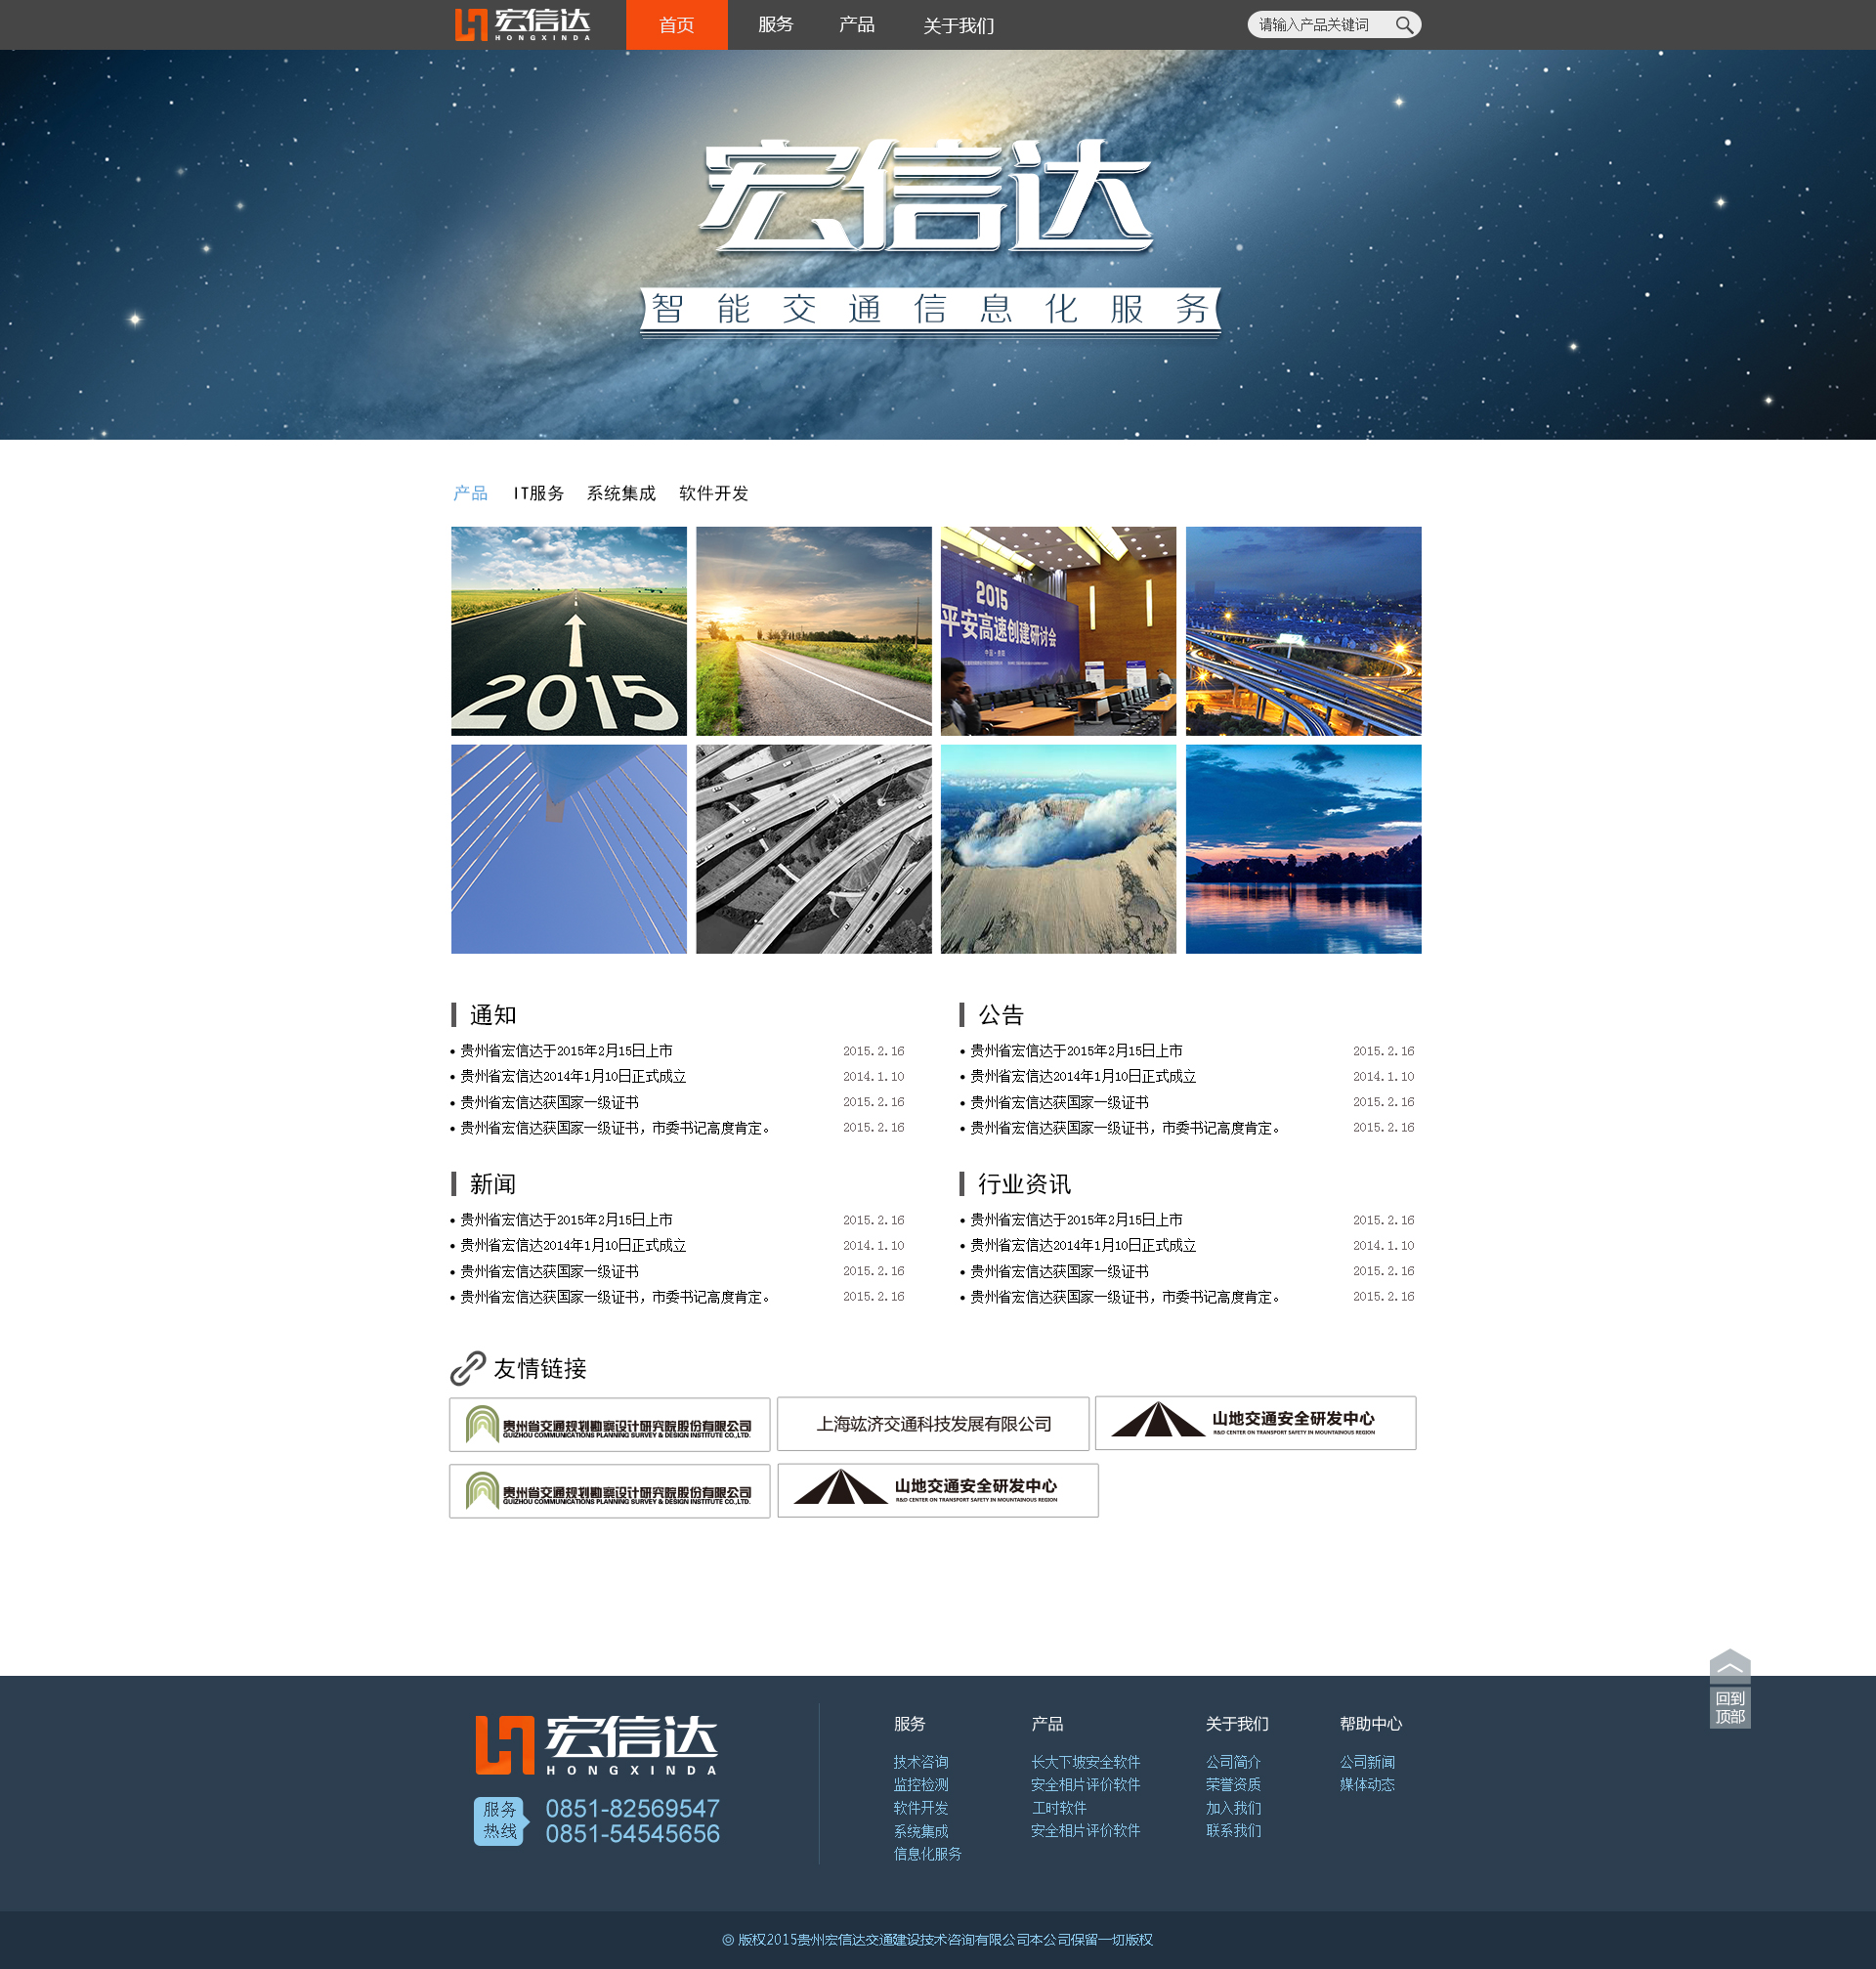 宏信达
HONGXINDA
首页 服务 产品 关于我们
请输入产品关键词
宏信达
智能交通信息化服务
产品 IT服务 系统集成 软件开发
2015
2015
平安高速创建研讨会
中国·贵阳
通知
贵州省宏信达于2015年2月15日上市 2015.2.16
贵州省宏信达2014年1月10日正式成立 2014.1.10
贵州省宏信达获国家一级证书 2015.2.16
贵州省宏信达获国家一级证书，市委书记高度肯定。 2015.2.16
公告
贵州省宏信达于2015年2月15日上市 2015.2.16
贵州省宏信达2014年1月10日正式成立 2014.1.10
贵州省宏信达获国家一级证书 2015.2.16
贵州省宏信达获国家一级证书，市委书记高度肯定。 2015.2.16
新闻
贵州省宏信达于2015年2月15日上市 2015.2.16
贵州省宏信达2014年1月10日正式成立 2014.1.10
贵州省宏信达获国家一级证书 2015.2.16
贵州省宏信达获国家一级证书，市委书记高度肯定。 2015.2.16
行业资讯
贵州省宏信达于2015年2月15日上市 2015.2.16
贵州省宏信达2014年1月10日正式成立 2014.1.10
贵州省宏信达获国家一级证书 2015.2.16
贵州省宏信达获国家一级证书，市委书记高度肯定。 2015.2.16
友情链接
贵州省交通规划勘察设计研究院股份有限公司
GUIZHOU COMMUNICATIONS PLANNING SURVEY & DESIGN INSTITUTE CO.,LTD.
上海竑济交通科技发展有限公司
山地交通安全研发中心
R&D CENTER ON TRANSPORT SAFETY IN MOUNTAINOUS REGION
贵州省交通规划勘察设计研究院股份有限公司
GUIZHOU COMMUNICATIONS PLANNING SURVEY & DESIGN INSTITUTE CO.,LTD.
山地交通安全研发中心
R&D CENTER ON TRANSPORT SAFETY IN MOUNTAINOUS REGION
回到
顶部
宏信达
HONGXINDA
服务
热线
0851-82569547
0851-54545656
服务
技术咨询
监控检测
软件开发
系统集成
信息化服务
产品
长大下坡安全软件
安全相片评价软件
工时软件
安全相片评价软件
关于我们
公司简介
荣誉资质
加入我们
联系我们
帮助中心
公司新闻
媒体动态
◎ 版权2015贵州宏信达交通建设技术咨询有限公司本公司保留一切版权